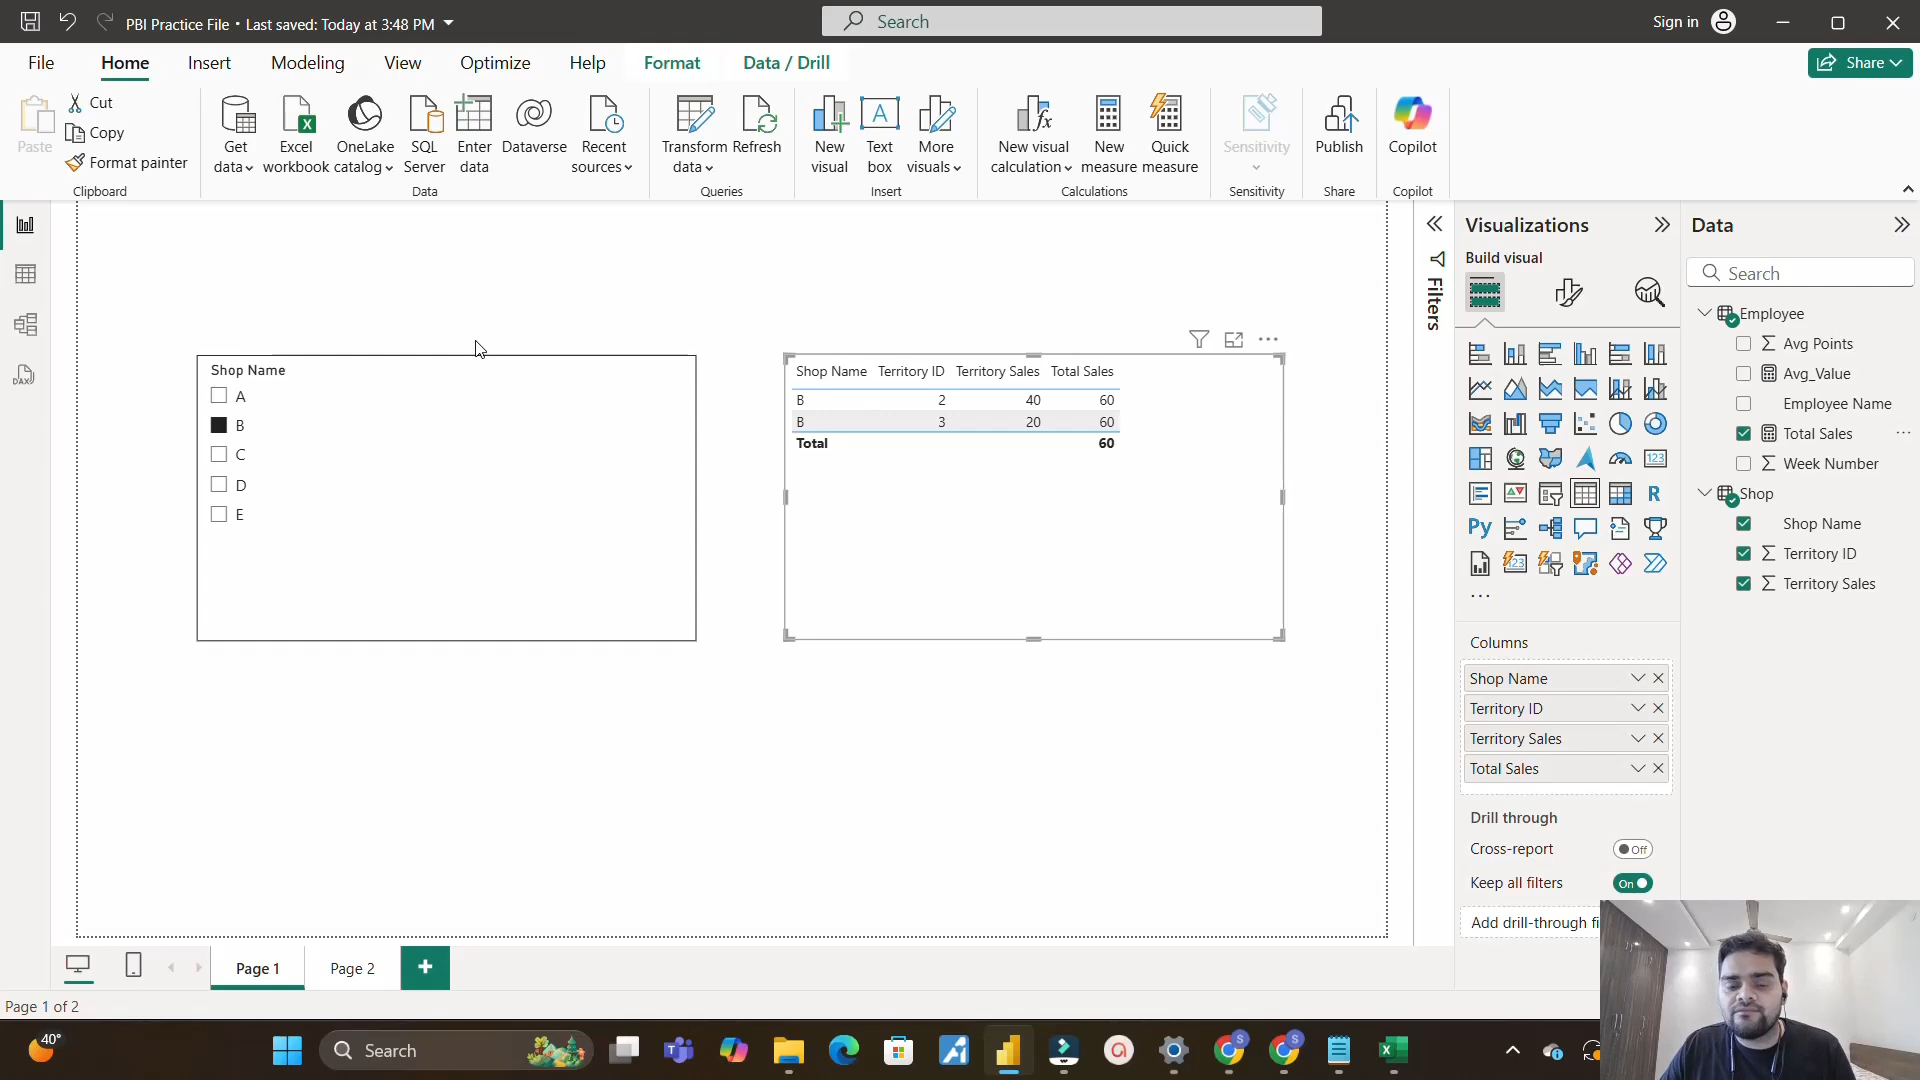 PBI Practice File • Last saved: Today at 3:48 PM
Search
Sign in
File Home Insert Modeling View Optimize Help Format Data / Drill
Share
Paste
Cut
Copy
Format painter
Clipboard
Get data
Excel workbook
OneLake catalog
SQL Server
Enter data
Dataverse
Recent sources
Data
Transform data
Refresh
Queries
New visual
Text box
More visuals
Insert
New visual calculation
New measure
Quick measure
Calculations
Sensitivity
Sensitivity
Publish
Share
Copilot
Copilot
Shop Name
A
B
C
D
E
Shop Name Territory ID Territory Sales Total Sales
B 2 40 60
B 3 20 60
Total 60
Filters
Visualizations
Build visual
123
R
Py
123
Columns
Shop Name
Territory ID
Territory Sales
Total Sales
Drill through
Cross-report Off
Keep all filters On
Add drill-through fi
Data
Search
Employee
Avg Points
Avg_Value
Employee Name
Total Sales
Week Number
Shop
Shop Name
Territory ID
Territory Sales
DAX
Page 1
Page 2
Page 1 of 2
40°
Search